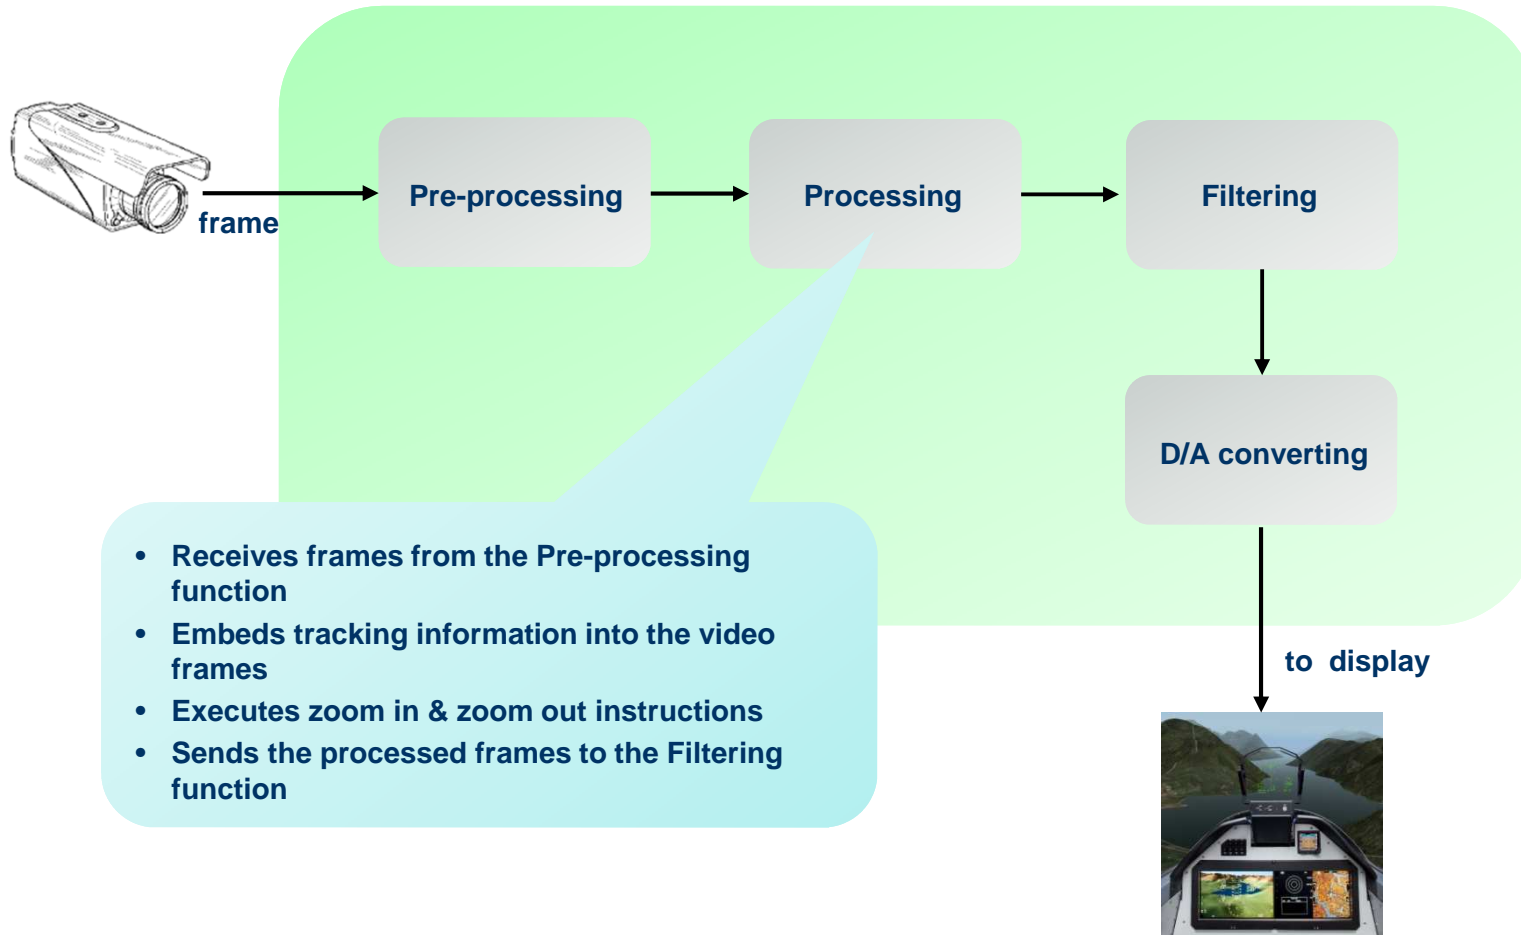 Pre-processing
Processing
Filtering
frame
D/A converting
• Receives frames from the Pre-processing
function
• Embeds tracking information into the video
frames
• Executes zoom in & zoom out instructions
• Sends the processed frames to the Filtering
function
to display